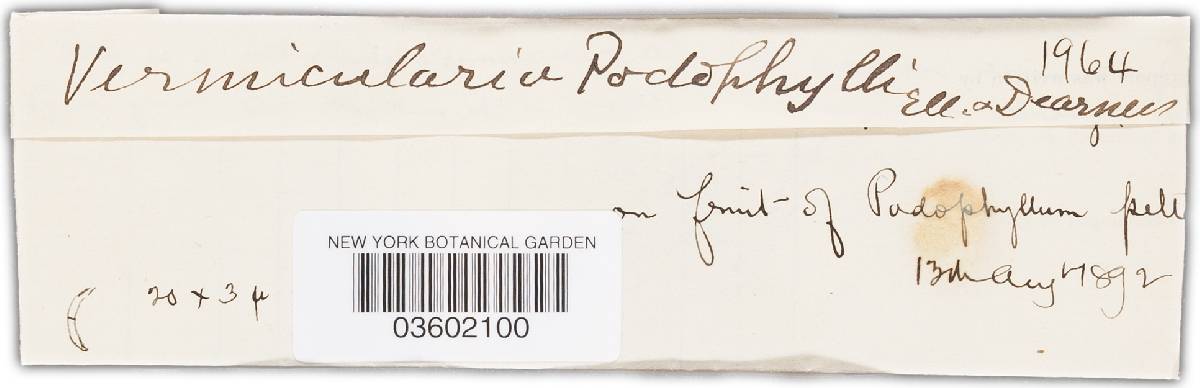 Vermicularia Podophylli
1964
Ell. & Dearness
on fruit of Podophyllum pelt
13th Aug 1892
20 x 3 µ
NEW YORK BOTANICAL GARDEN
03602100